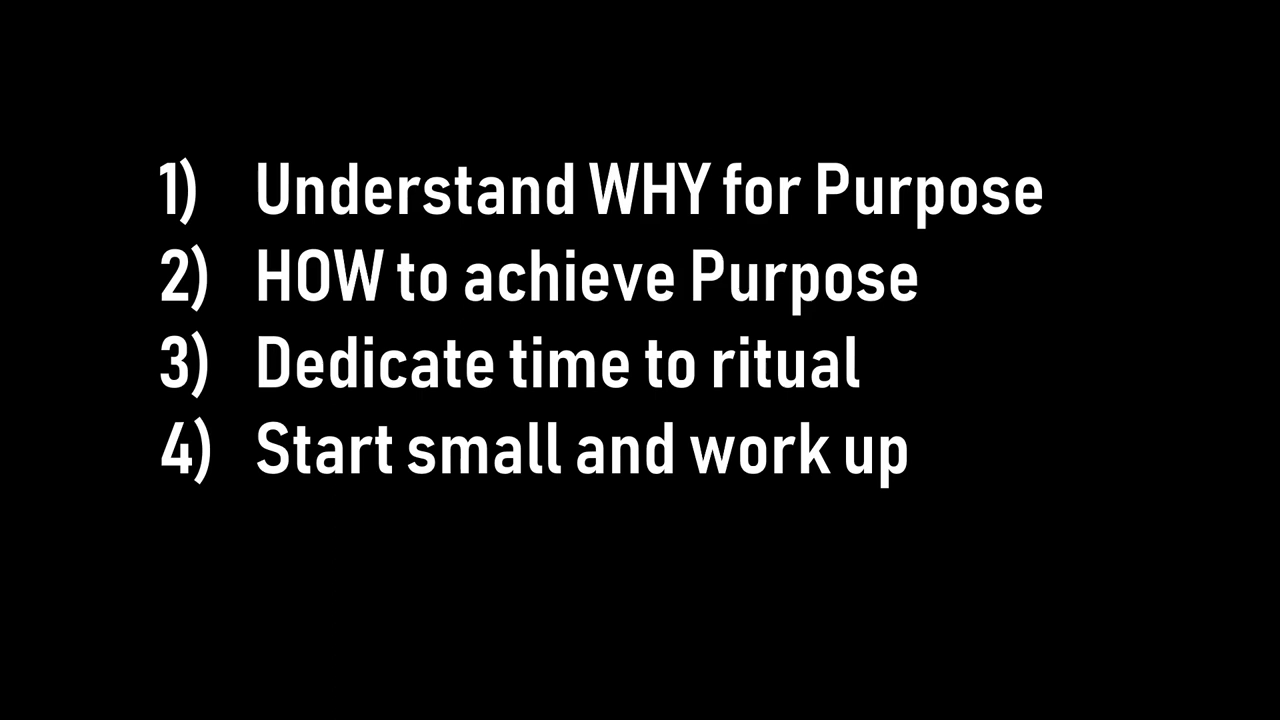 1) Understand WHY for Purpose
2) HOW to achieve Purpose
3) Dedicate time to ritual
4) Start small and work up